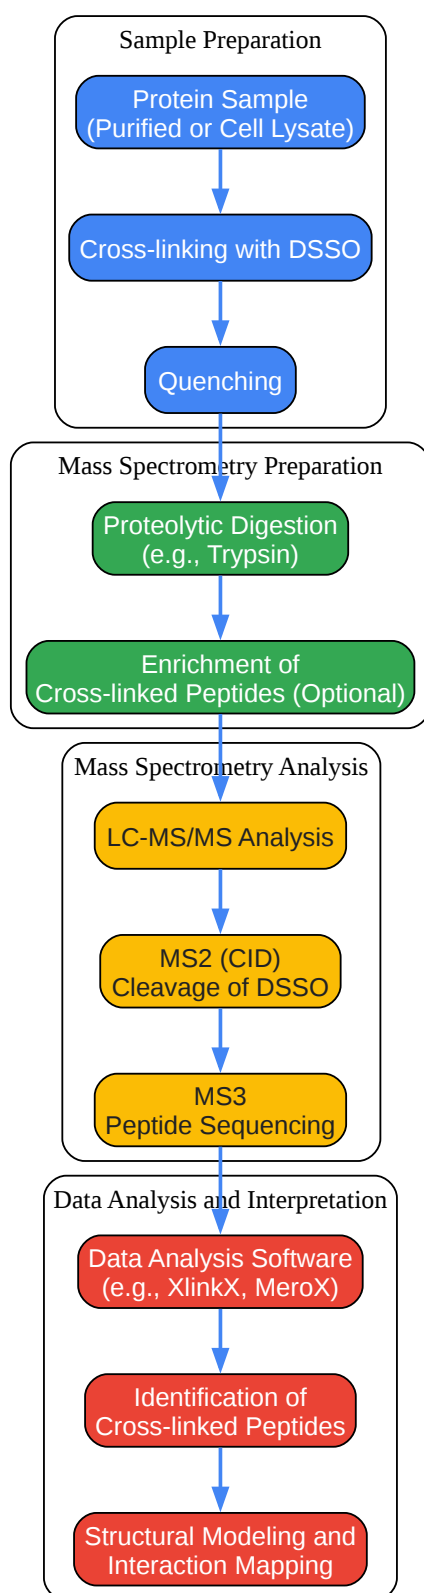 Sample Preparation
Protein Sample
(Purified or Cell Lysate)
Cross-linking with DSSO
Quenching
Mass Spectrometry Preparation
Proteolytic Digestion
(e.g., Trypsin)
Enrichment of
Cross-linked Peptides (Optional)
Mass Spectrometry Analysis
LC-MS/MS Analysis
MS2 (CID)
Cleavage of DSSO
MS3
Peptide Sequencing
Data Analysis and Interpretation
Data Analysis Software
(e.g., XlinkX, MeroX)
Identification of
Cross-linked Peptides
Structural Modeling and
Interaction Mapping